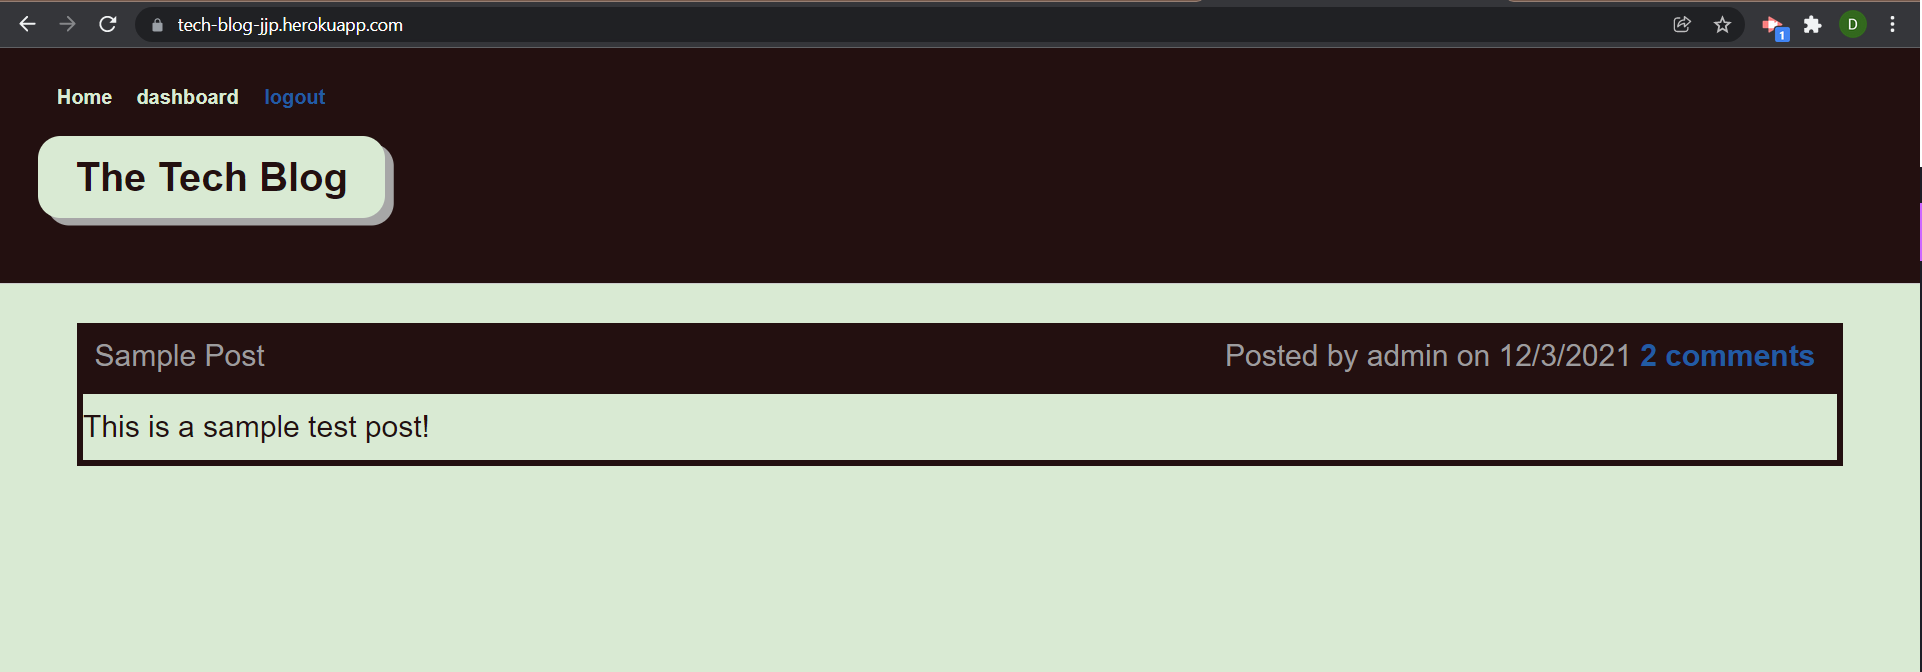 tech-blog-jjp.herokuapp.com
1
D
Home dashboard logout
The Tech Blog
Sample Post Posted by admin on 12/3/2021 2 comments
This is a sample test post!